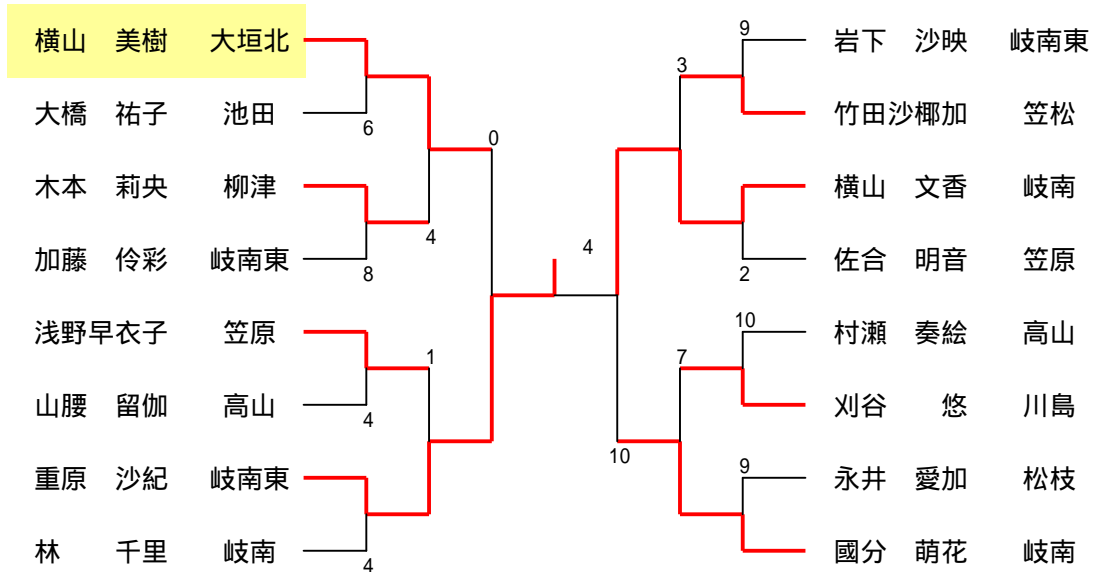 横山 美樹 大垣北
大橋 祐子 池田
木本 莉央 柳津
加藤 伶彩 岐南東
浅野早衣子 笠原
山腰 留伽 高山
重原 沙紀 岐南東
林 千里 岐南
6
8
4
4
4
1
0
4
10
3
7
9
2
10
9
岩下 沙映 岐南東
竹田沙椰加 笠松
横山 文香 岐南
佐合 明音 笠原
村瀬 奏絵 高山
刈谷 悠 川島
永井 愛加 松枝
國分 萌花 岐南